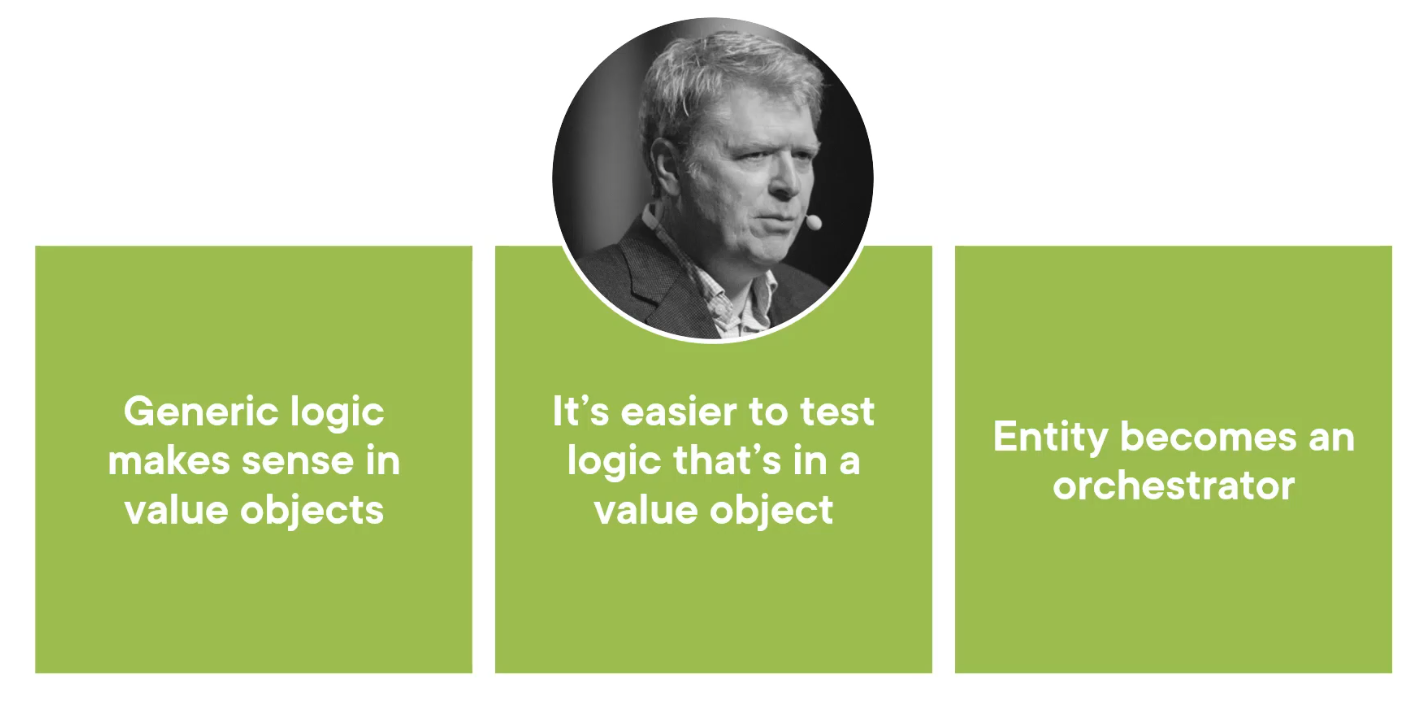 Generic logic
makes sense in
value objects
It’s easier to test
logic that’s in a
value object
Entity becomes an
orchestrator